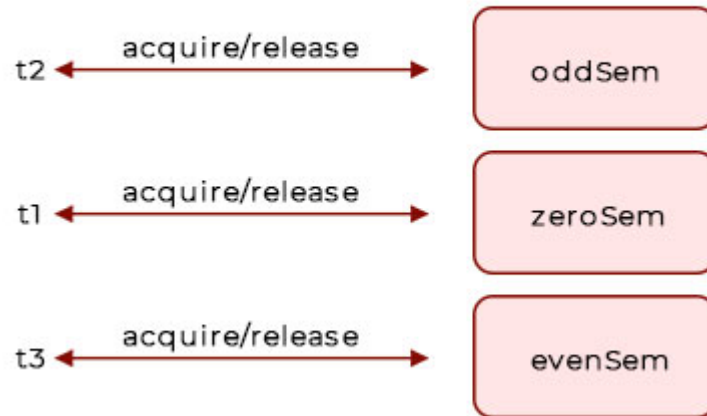 acquire/release
t2 oddSem
acquire/release
t1 zeroSem
acquire/release
t3 evenSem